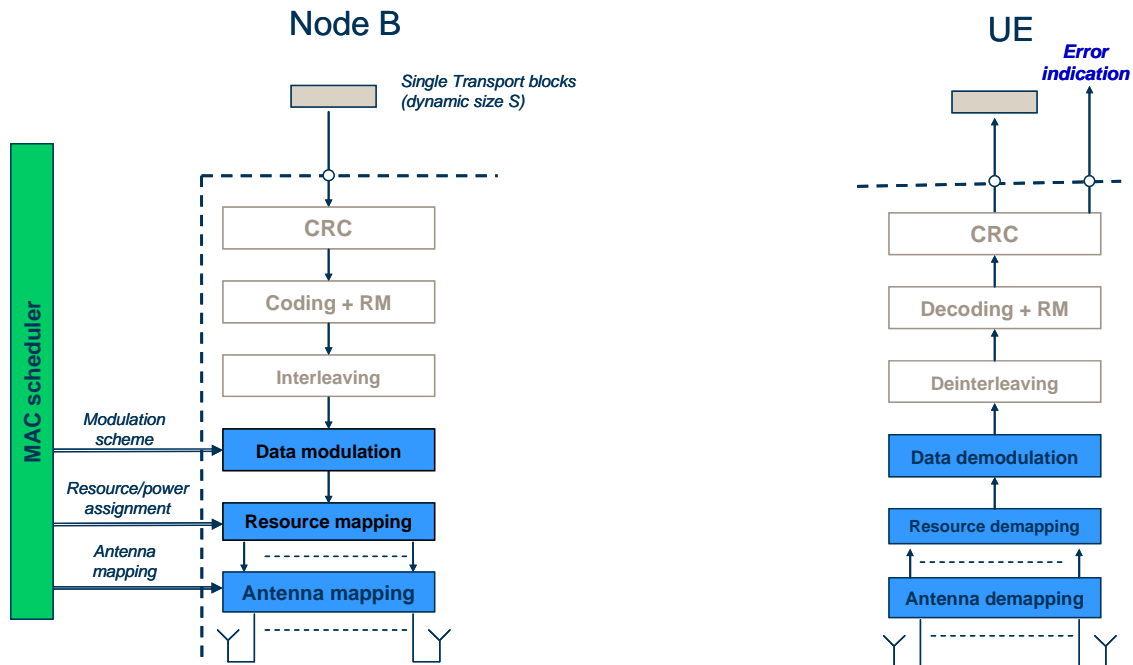 Node B
UE
Error
indication
Single Transport blocks
(dynamic size S)
MAC scheduler
CRC
Coding + RM
Interleaving
Modulation
scheme
Data modulation
Resource/power
assignment
Resource mapping
Antenna
mapping
Antenna mapping
CRC
Decoding + RM
Deinterleaving
Data demodulation
Resource demapping
Antenna demapping